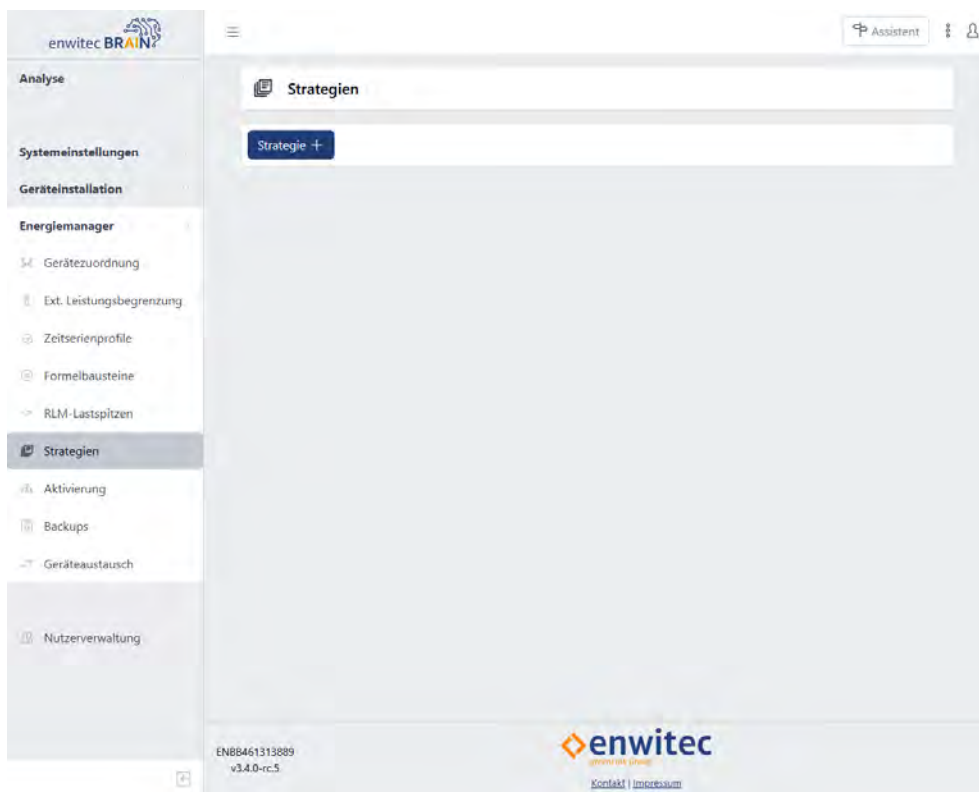 enwitec BRAIN
Assistent
Analyse
Strategien
Strategie +
Systemeinstellungen
Geräteinstallation
Energiemanager
Gerätezuordnung
Ext. Leistungsbegrenzung
Zeitserienprofile
Formelbausteine
RLM-Lastspitzen
Strategien
Aktivierung
Backups
Geräteaustausch
Nutzerverwaltung
ENBB461313889
v3.4.0-rc.5
enwitec
Kontakt | Impressum